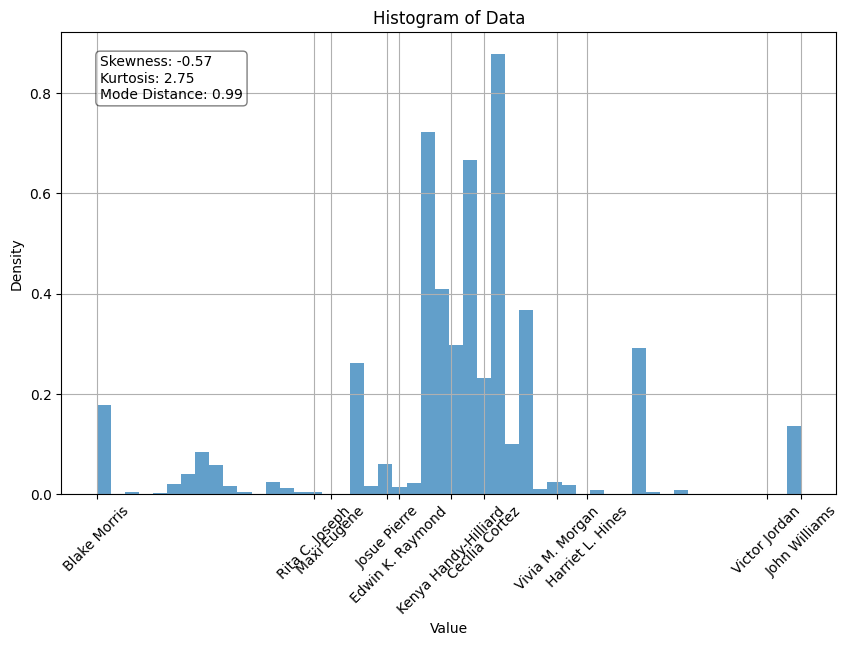 Histogram of Data
Skewness: -0.57
Kurtosis: 2.75
Mode Distance: 0.99
Density
0.8
0.6
0.4
0.2
0.0
Blake Morris
Rita C. Joseph
Maxi Eugene
Josue Pierre
Edwin K. Raymond
Kenya Handy-Hilliard
Cecilia Cortez
Vivia M. Morgan
Harriet L. Hines
Victor Jordan
John Williams
Value